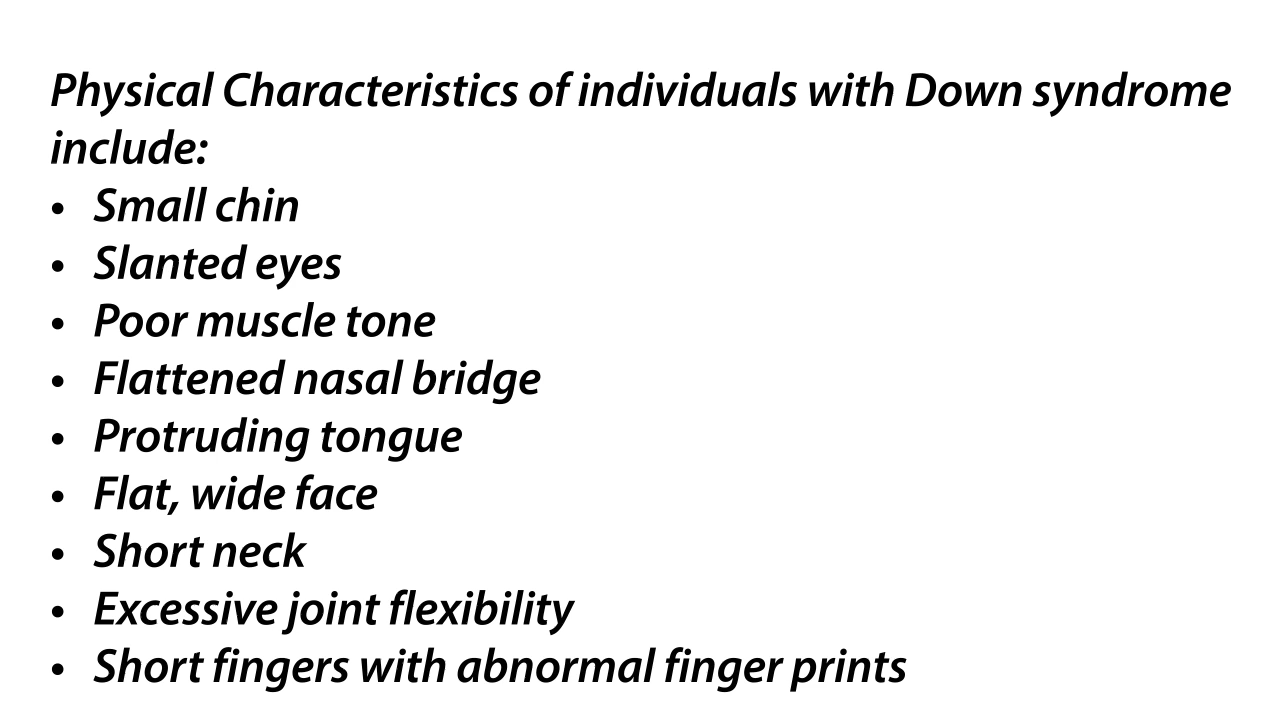 Physical Characteristics of individuals with Down syndrome
include:
• Small chin
• Slanted eyes
• Poor muscle tone
• Flattened nasal bridge
• Protruding tongue
• Flat, wide face
• Short neck
• Excessive joint flexibility
• Short fingers with abnormal finger prints